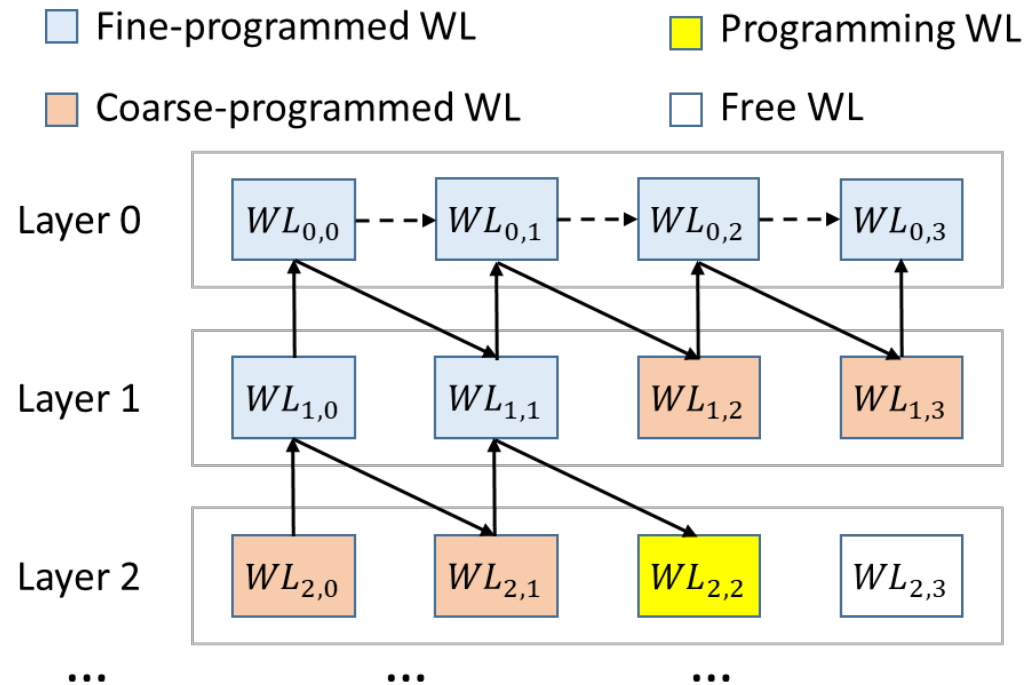 Fine-programmed WL Programming WL
Coarse-programmed WL Free WL
Layer 0 WL₀,₀ WL₀,₁ WL₀,₂ WL₀,₃
Layer 1 WL₁,₀ WL₁,₁ WL₁,₂ WL₁,₃
Layer 2 WL₂,₀ WL₂,₁ WL₂,₂ WL₂,₃
... ... ...